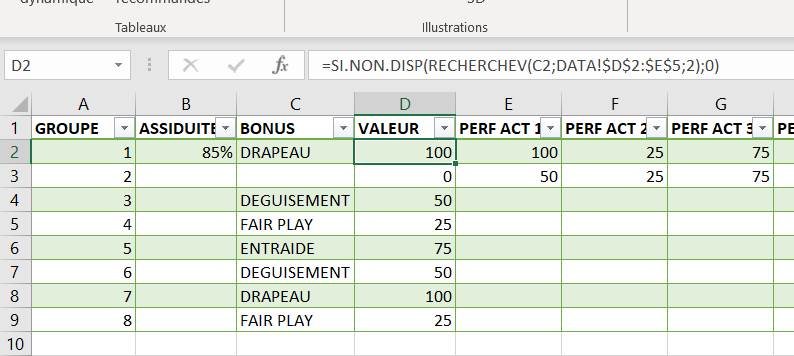 dynamique recommandés 3D
Tableaux Illustrations
D2 fx =SI.NON.DISP(RECHERCHEV(C2;DATA!$D$2:$E$5;2);0)
A B C D E F G
1 GROUPE ASSIDUITE BONUS VALEUR PERF ACT 1 PERF ACT 2 PERF ACT 3 PE
2 1 85% DRAPEAU 100 100 25 75
3 2 0 50 25 75
4 3 DEGUISEMENT 50
5 4 FAIR PLAY 25
6 5 ENTRAIDE 75
7 6 DEGUISEMENT 50
8 7 DRAPEAU 100
9 8 FAIR PLAY 25
10